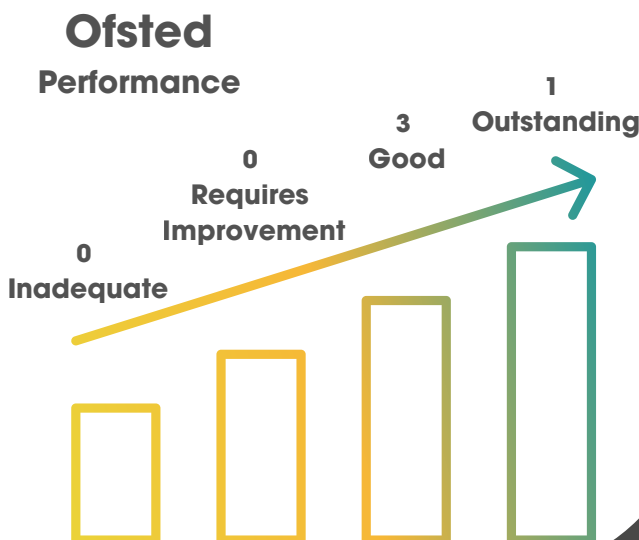 Ofsted
Performance
0
Inadequate
0
Requires
Improvement
3
Good
1
Outstanding